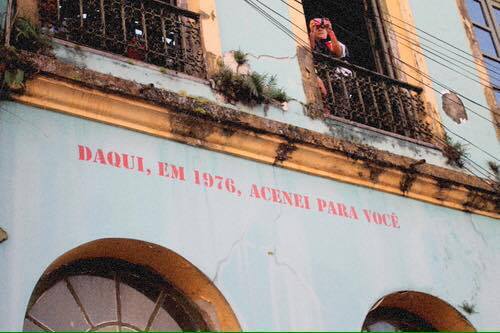 DAQUI, EM 1976, ACENEI PARA VOCÊ